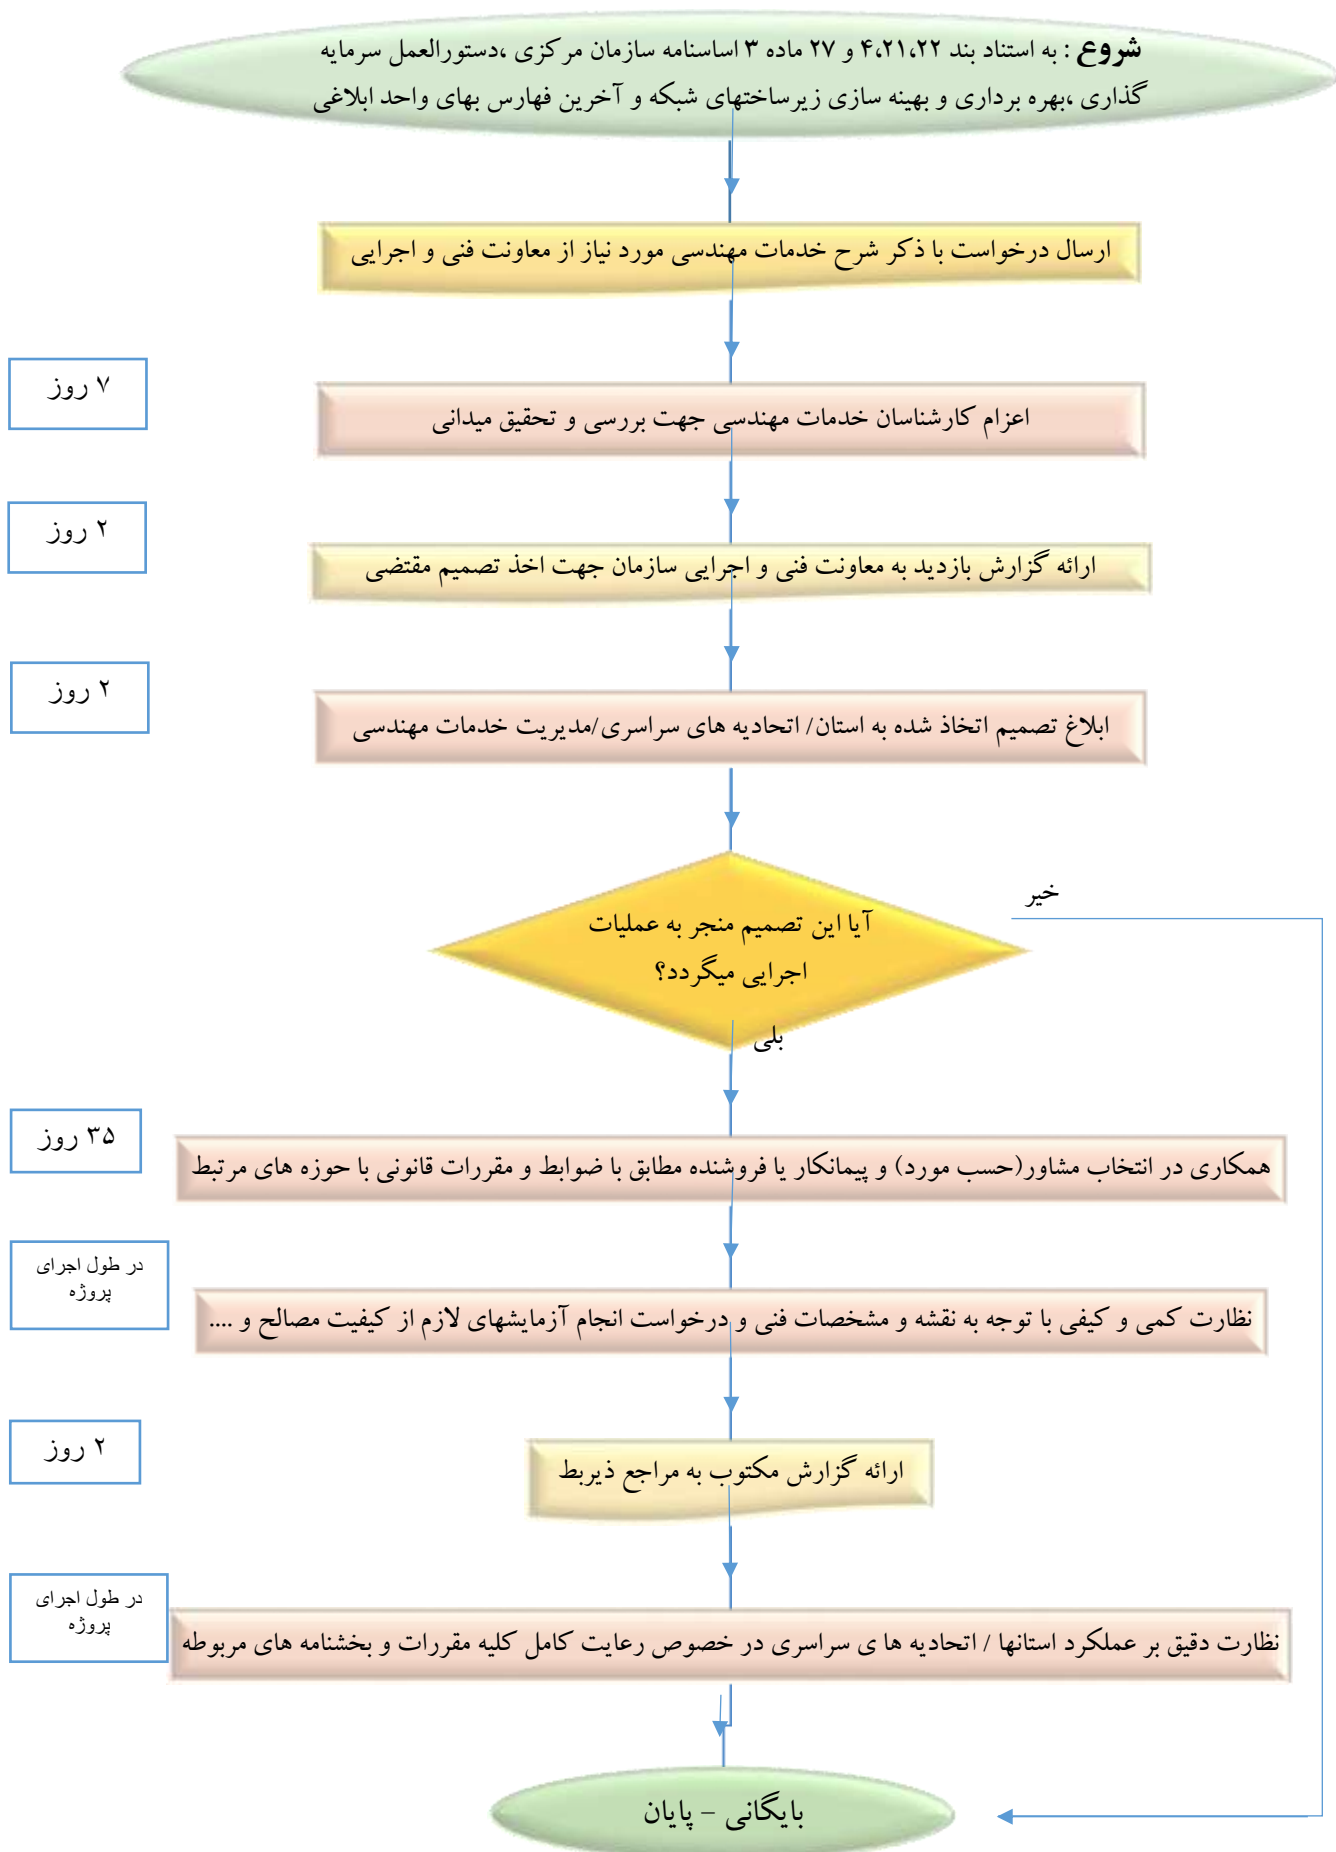 شروع : به استناد بند ۴،۲۱،۲۲ و ۲۷ ماده ۳ اساسنامه سازمان مرکزی ،دستورالعمل سرمایه
گذاری ،بهره برداری و بهینه سازی زیرساختهای شبکه و آخرین فهارس بهای واحد ابلاغی
ارسال درخواست با ذکر شرح خدمات مهندسی مورد نیاز از معاونت فنی و اجرایی
۷ روز
اعزام کارشناسان خدمات مهندسی جهت بررسی و تحقیق میدانی
۲ روز
ارائه گزارش بازدید به معاونت فنی و اجرایی سازمان جهت اخذ تصمیم مقتضی
۲ روز
ابلاغ تصمیم اتخاذ شده به استان/ اتحادیه های سراسری/مدیریت خدمات مهندسی
خیر
آیا این تصمیم منجر به عملیات
اجرایی میگردد؟
بلی
۳۵ روز
همکاری در انتخاب مشاور(حسب مورد) و پیمانکار یا فروشنده مطابق با ضوابط و مقررات قانونی با حوزه های مرتبط
در طول اجرای
پروژه
نظارت کمی و کیفی با توجه به نقشه و مشخصات فنی و درخواست انجام آزمایشهای لازم از کیفیت مصالح و ....
۲ روز
ارائه گزارش مکتوب به مراجع ذیربط
در طول اجرای
پروژه
نظارت دقیق بر عملکرد استانها / اتحادیه ها ی سراسری در خصوص رعایت کامل کلیه مقررات و بخشنامه های مربوطه
بایگانی – پایان